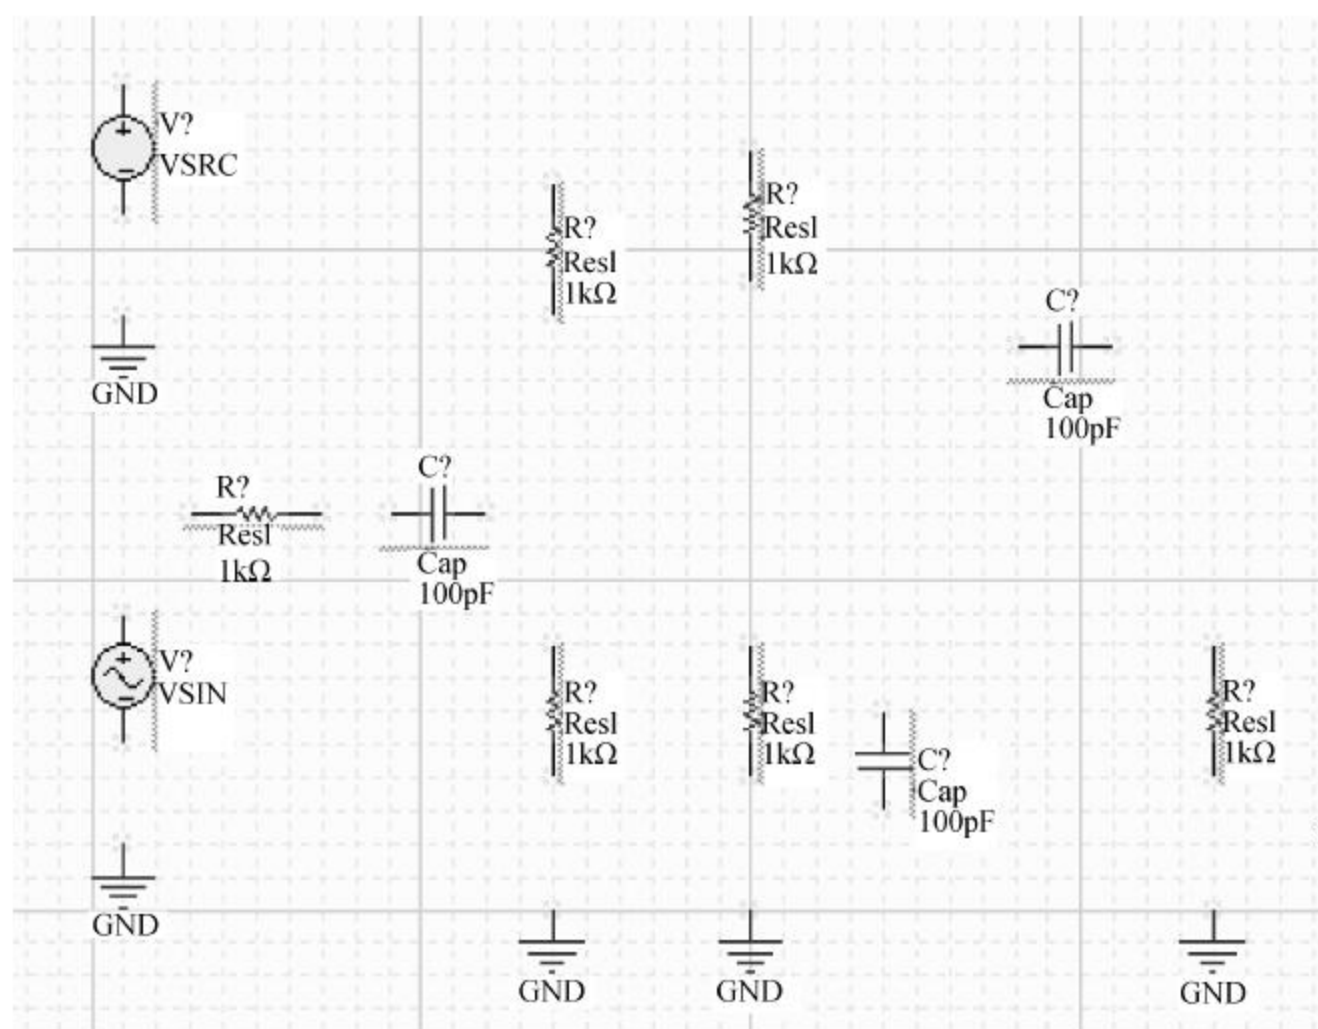 V?
VSRC
GND
R?
Resl
1kΩ
R?
Resl
1kΩ
C?
Cap
100pF
R?
Resl
1kΩ
C?
Cap
100pF
V?
VSIN
GND
R?
Resl
1kΩ
R?
Resl
1kΩ
C?
Cap
100pF
R?
Resl
1kΩ
GND
GND
GND